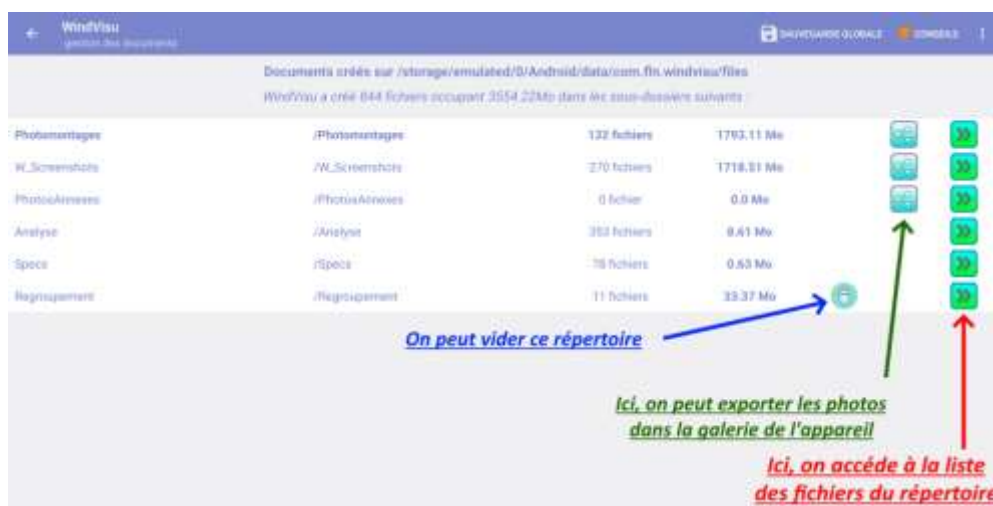 WindVisu
gestion des documents
SAUVEGARDE GLOBALE
CONSEILS
Documents créés sur /storage/emulated/0/Android/data/com.fln.windvisu/files
WindVisu a créé 844 fichiers occupant 3554.22Mo dans les sous-dossiers suivants :
Photomontages /Photomontages 132 fichiers 1793.11 Mo
W_Screenshots /W_Screenshots 270 fichiers 1718.51 Mo
PhotosAnnexes /PhotosAnnexes 0 fichier 0.0 Mo
Analyse /Analyse 353 fichiers 8.61 Mo
Specs /Specs 78 fichiers 0.63 Mo
Regroupement /Regroupement 11 fichiers 33.37 Mo
On peut vider ce répertoire
Ici, on peut exporter les photos
dans la galerie de l'appareil
Ici, on accéde à la liste
des fichiers du répertoire